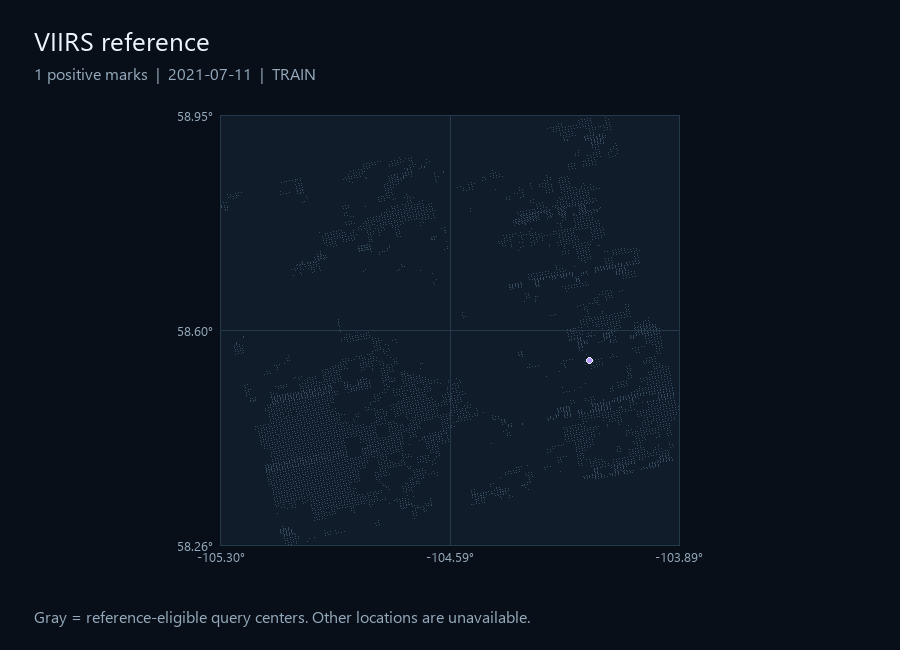 VIIRS reference
1 positive marks | 2021-07-11 | TRAIN
58.95°
58.60°
58.26°
-105.30°
-104.59°
-103.89°
Gray = reference-eligible query centers. Other locations are unavailable.